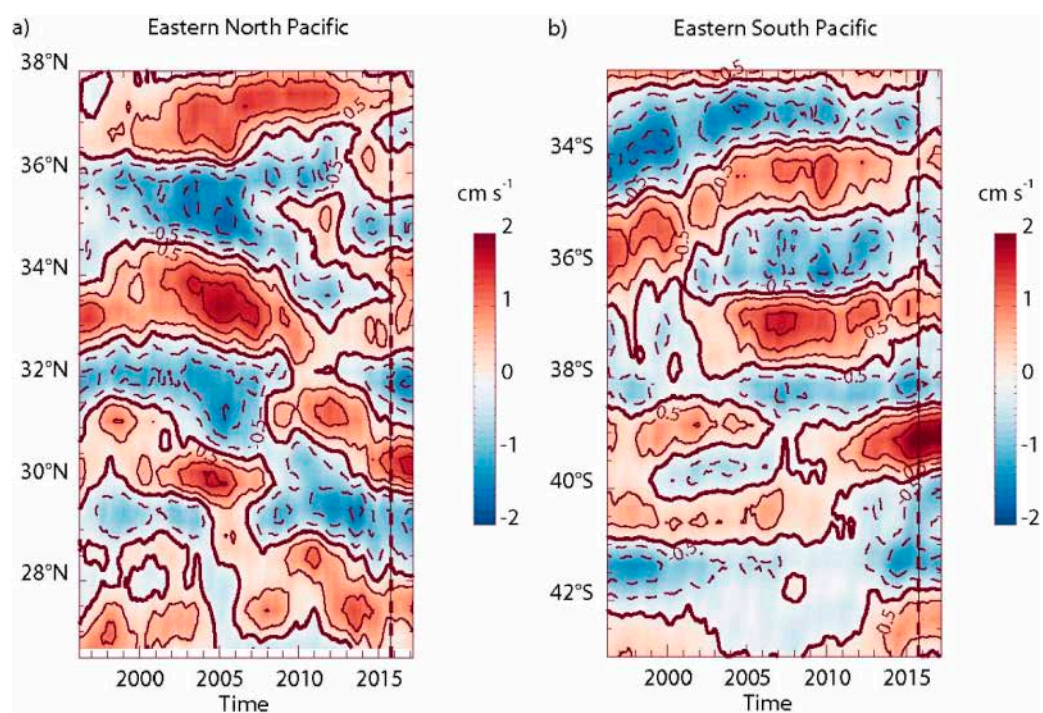 a) Eastern North Pacific
38°N
36°N
34°N
32°N
30°N
28°N
2000 2005 2010 2015
Time
cm s⁻¹
2
1
0
-1
-2
b) Eastern South Pacific
34°S
36°S
38°S
40°S
42°S
2000 2005 2010 2015
Time
cm s⁻¹
2
1
0
-1
-2